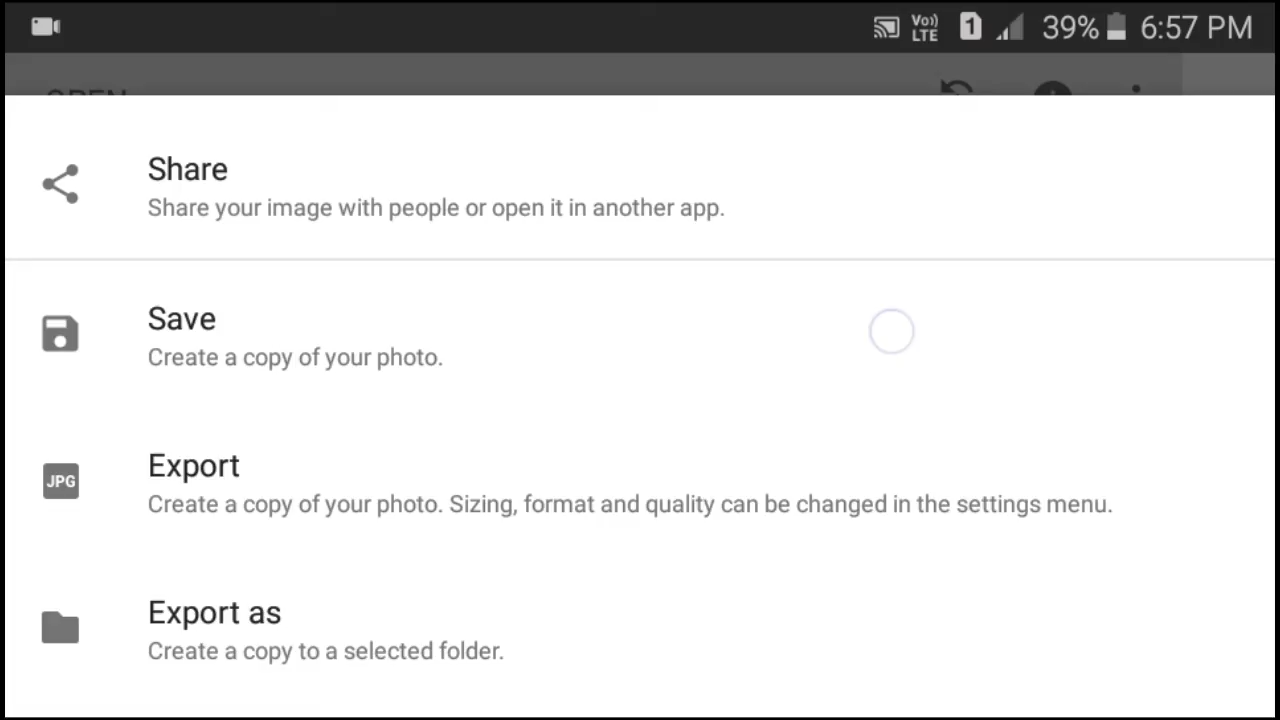 Vo)) LTE 1 39% 6:57 PM
OPEN
Share
Share your image with people or open it in another app.
Save
Create a copy of your photo.
JPG
Export
Create a copy of your photo. Sizing, format and quality can be changed in the settings menu.
Export as
Create a copy to a selected folder.